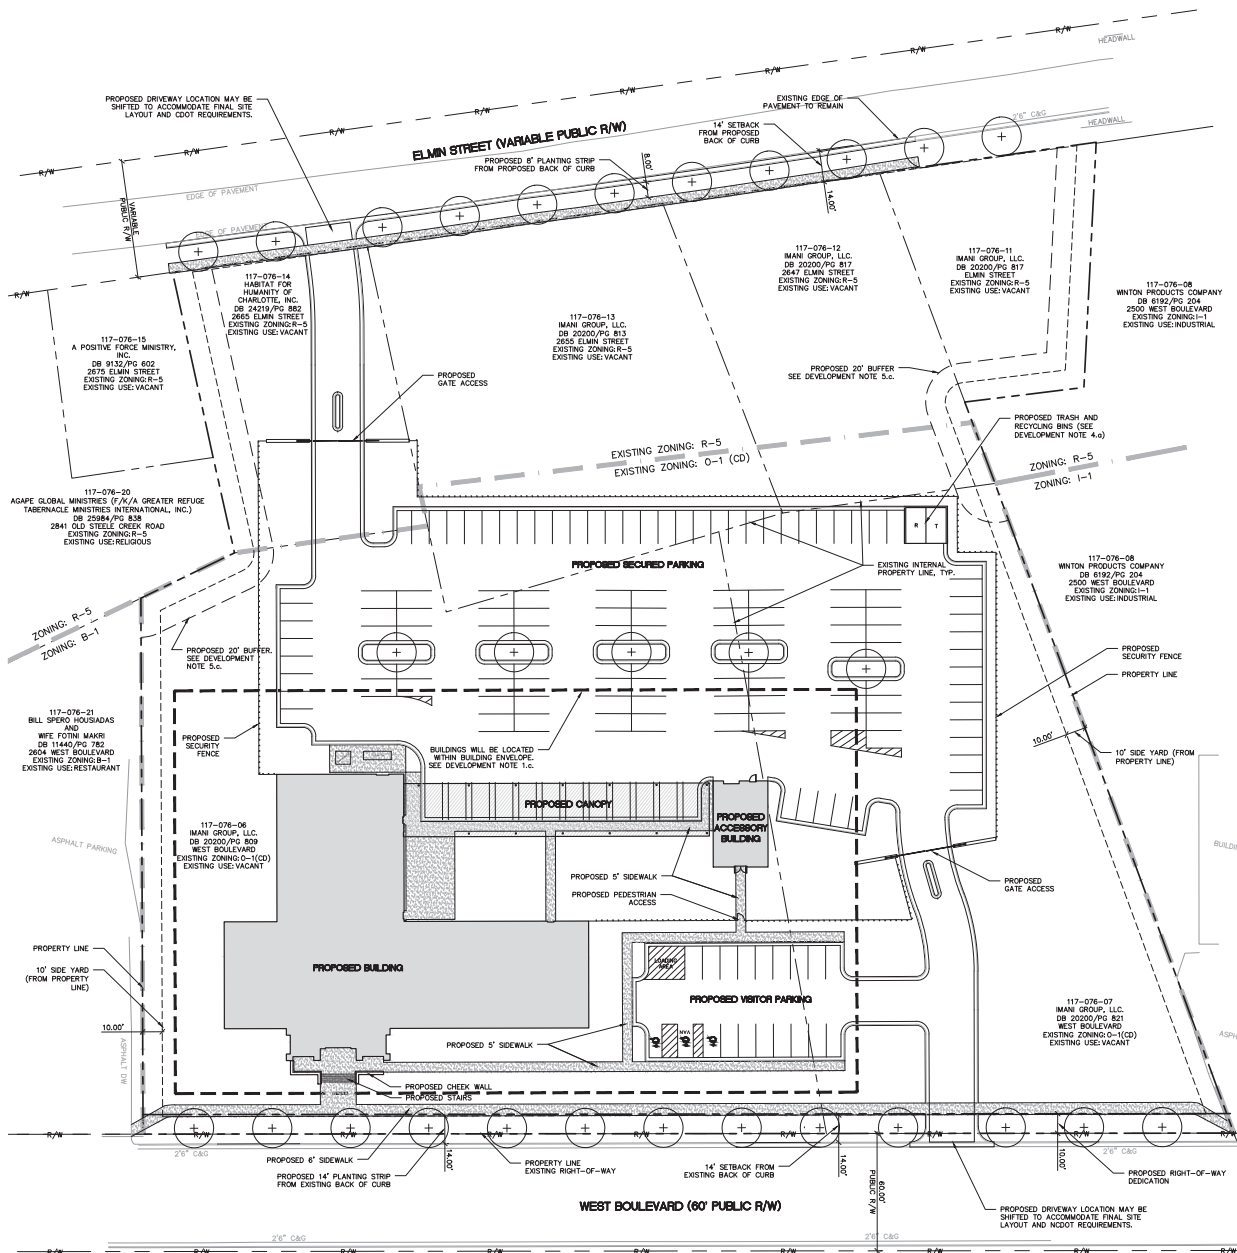 HEADWALL
R/W
R/W
R/W
R/W
R/W
R/W
R/W
R/W
PROPOSED DRIVEWAY LOCATION MAY BE
SHIFTED TO ACCOMMODATE FINAL SITE
LAYOUT AND CDOT REQUIREMENTS.
EXISTING EDGE OF
PAVEMENT TO REMAIN
2'6" C&G
HEADWALL
ELMIN STREET (VARIABLE PUBLIC R/W)
14' SETBACK
FROM PROPOSED
BACK OF CURB
PROPOSED 8' PLANTING STRIP
FROM PROPOSED BACK OF CURB
8.00'
14.00'
EDGE OF PAVEMENT
EDGE OF PAVEMENT
VARIABLE
PUBLIC R/W
R/W
117-076-14
HABITAT FOR
HUMANITY OF
CHARLOTTE, INC.
DB 24219/PG 882
2665 ELMIN STREET
EXISTING ZONING: R-5
EXISTING USE: VACANT
117-076-12
IMANI GROUP, LLC.
DB 20200/PG 817
2647 ELMIN STREET
EXISTING ZONING: R-5
EXISTING USE: VACANT
117-076-11
IMANI GROUP, LLC.
DB 20200/PG 817
ELMIN STREET
EXISTING ZONING: R-5
EXISTING USE: VACANT
117-076-08
WINTON PRODUCTS COMPANY
DB 6192/PG 204
2500 WEST BOULEVARD
EXISTING ZONING: I-1
EXISTING USE: INDUSTRIAL
117-076-13
IMANI GROUP, LLC.
DB 20200/PG 813
2655 ELMIN STREET
EXISTING ZONING: R-5
EXISTING USE: VACANT
117-076-15
A POSITIVE FORCE MINISTRY,
INC.
DB 9132/PG 602
2675 ELMIN STREET
EXISTING ZONING: R-5
EXISTING USE: VACANT
PROPOSED
GATE ACCESS
PROPOSED 20' BUFFER
SEE DEVELOPMENT NOTE 5.c.
PROPOSED TRASH AND
RECYCLING BINS (SEE
DEVELOPMENT NOTE 4.a)
EXISTING ZONING: R-5
EXISTING ZONING: O-1 (CD)
ZONING: R-5
ZONING: I-1
117-076-20
AGAPE GLOBAL MINISTRIES (F/K/A GREATER REFUGE
TABERNACLE MINISTRIES INTERNATIONAL, INC.)
DB 25984/PG 838
2841 OLD STEELE CREEK ROAD
EXISTING ZONING: R-5
EXISTING USE: RELIGIOUS
R T
PROPOSED SECURED PARKING
EXISTING INTERNAL
PROPERTY LINE, TYP.
117-076-08
WINTON PRODUCTS COMPANY
DB 6192/PG 204
2500 WEST BOULEVARD
EXISTING ZONING: I-1
EXISTING USE: INDUSTRIAL
ZONING: R-5
ZONING: B-1
PROPOSED 20' BUFFER.
SEE DEVELOPMENT
NOTE 5.c.
PROPOSED
SECURITY FENCE
PROPERTY LINE
117-076-21
BILL SPERO HOUSIADAS
AND
WIFE FOTINI MAKRI
DB 11440/PG 782
2604 WEST BOULEVARD
EXISTING ZONING: B-1
EXISTING USE: RESTAURANT
PROPOSED
SECURITY
FENCE
BUILDINGS WILL BE LOCATED
WITHIN BUILDING ENVELOPE.
SEE DEVELOPMENT NOTE 1.c.
10.00'
10' SIDE YARD (FROM
PROPERTY LINE)
PROPOSED CANOPY
PROPOSED
ACCESSORY
BUILDING
117-076-06
IMANI GROUP, LLC.
DB 20200/PG 809
WEST BOULEVARD
EXISTING ZONING: O-1(CD)
EXISTING USE: VACANT
ASPHALT PARKING
PROPOSED 5' SIDEWALK
PROPOSED PEDESTRIAN
ACCESS
PROPOSED
GATE ACCESS
PROPERTY LINE
10' SIDE YARD
(FROM PROPERTY
LINE)
PROPOSED BUILDING
LOADING
AREA
PROPOSED VISITOR PARKING
117-076-07
IMANI GROUP, LLC.
DB 20200/PG 821
WEST BOULEVARD
EXISTING ZONING: O-1(CD)
EXISTING USE: VACANT
10.00'
ASPHALT DW
PROPOSED 5' SIDEWALK
VAN
PROPOSED CHEEK WALL
PROPOSED STAIRS
R/W
R/W
R/W
R/W
R/W
R/W
R/W
R/W
R/W
2'6" C&G
PROPOSED 6' SIDEWALK
PROPOSED 14' PLANTING STRIP
FROM EXISTING BACK OF CURB
14.00'
PROPERTY LINE
EXISTING RIGHT-OF-WAY
14' SETBACK FROM
EXISTING BACK OF CURB
14.00'
60.00'
PUBLIC R/W
10.00'
2'6" C&G
PROPOSED RIGHT-OF-WAY
DEDICATION
WEST BOULEVARD (60' PUBLIC R/W)
PROPOSED DRIVEWAY LOCATION MAY BE
SHIFTED TO ACCOMMODATE FINAL SITE
LAYOUT AND NCDOT REQUIREMENTS.
2'6" C&G
2'6" C&G
R/W
R/W
R/W
R/W
R/W
R/W
R/W
R/W
R/W